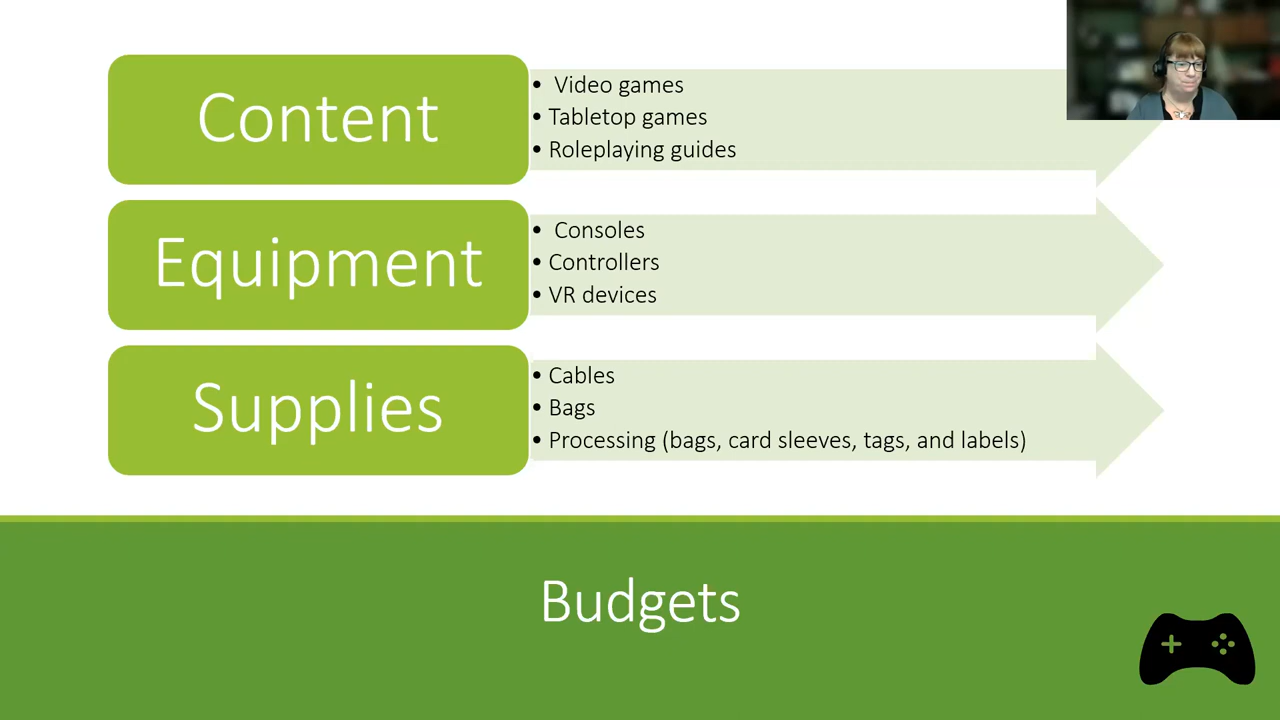 Content
• Video games
• Tabletop games
• Roleplaying guides
Equipment
• Consoles
• Controllers
• VR devices
Supplies
• Cables
• Bags
• Processing (bags, card sleeves, tags, and labels)
Budgets